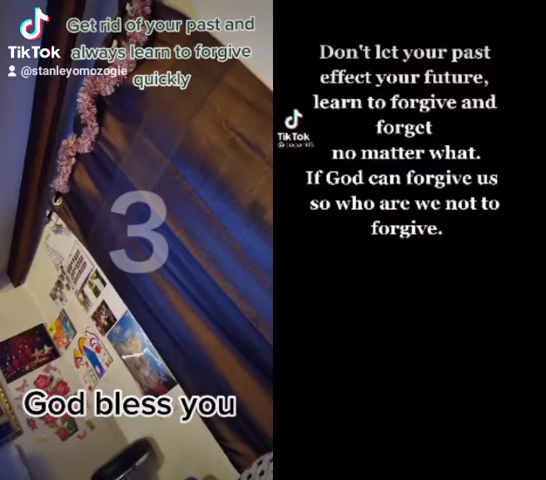 TikTok
@stanleyomozogie
Get rid of your past and
always learn to forgive
quickly
3
God bless you
Don't let your past
effect your future,
learn to forgive and
forget
no matter what.
If God can forgive us
so who are we not to
forgive.
TikTok